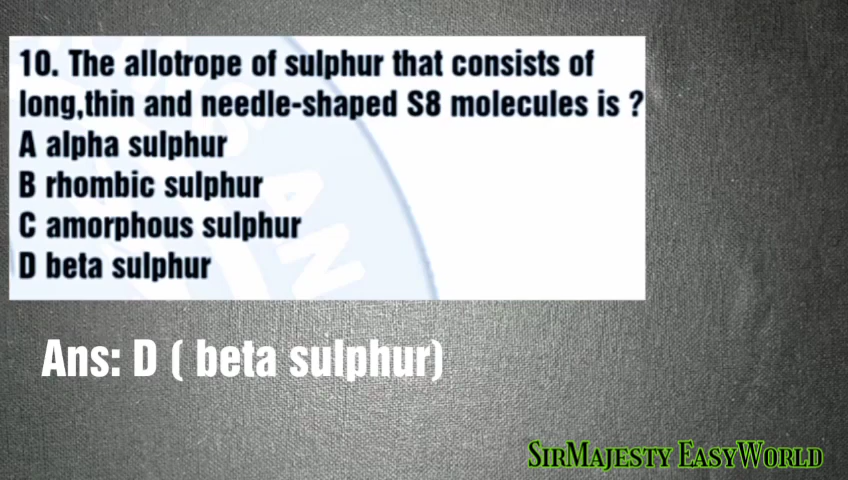 10. The allotrope of sulphur that consists of
long,thin and needle-shaped S8 molecules is ?
A alpha sulphur
B rhombic sulphur
C amorphous sulphur
D beta sulphur
Ans: D ( beta sulphur)
SirMajesty EasyWorld